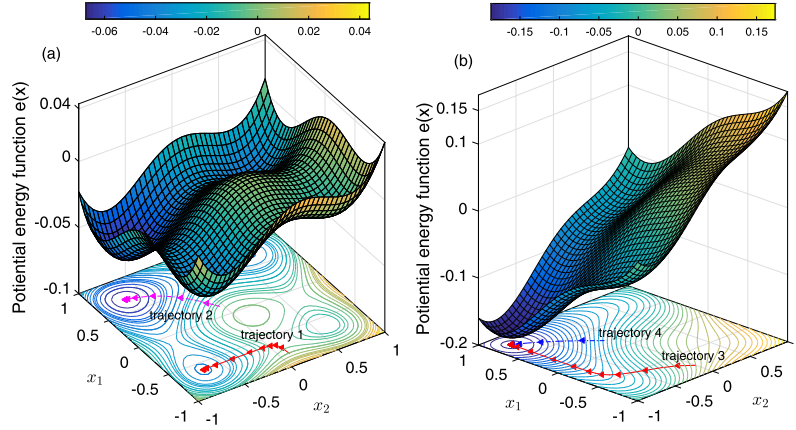 -0.06 -0.04 -0.02 0 0.02 0.04
(a)
Potiential energy function e(x)
0.04
0
-0.05
-0.1
1
0.5
0
-0.5
-1
x₁
-1
-0.5
0
0.5
1
x₂
trajectory 2
trajectory 1
-0.15 -0.1 -0.05 0 0.05 0.1 0.15
(b)
Potiential energy function e(x)
0.15
0.1
0
-0.1
-0.2
1
0.5
0
-0.5
-1
x₁
-1
-0.5
0
0.5
1
x₂
trajectory 4
trajectory 3